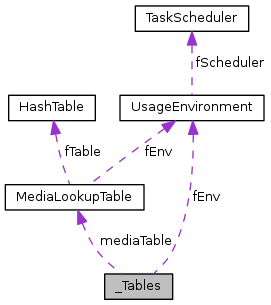 TaskScheduler
fScheduler
HashTable
UsageEnvironment
fTable
fEnv
MediaLookupTable
fEnv
mediaTable
_Tables